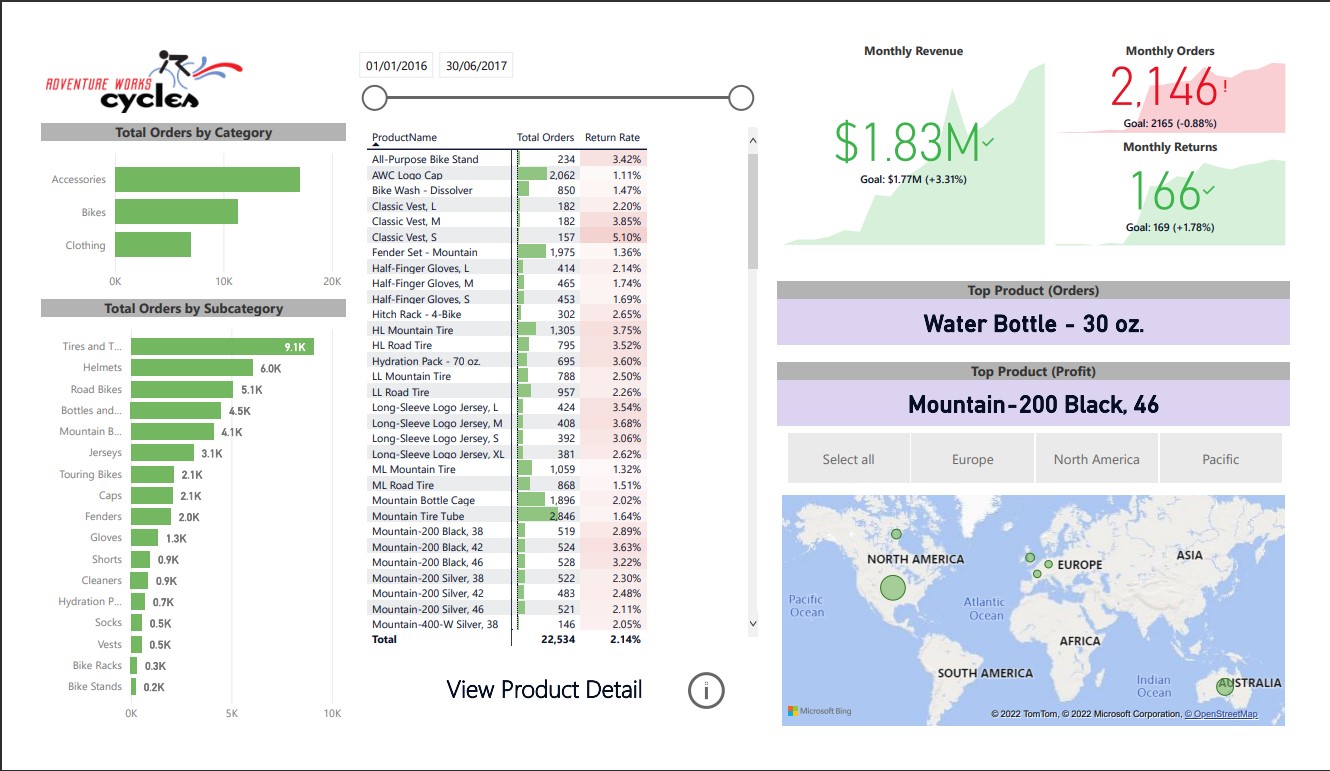 ADVENTURE WORKS
cycles
01/01/2016 30/06/2017
Total Orders by Category
Accessories
Bikes
Clothing
0K 10K 20K
Total Orders by Subcategory
Tires and T... 9.1K
Helmets 6.0K
Road Bikes 5.1K
Bottles and... 4.5K
Mountain B... 4.1K
Jerseys 3.1K
Touring Bikes 2.1K
Caps 2.1K
Fenders 2.0K
Gloves 1.3K
Shorts 0.9K
Cleaners 0.9K
Hydration P... 0.7K
Socks 0.5K
Vests 0.5K
Bike Racks 0.3K
Bike Stands 0.2K
0K 5K 10K
ProductName Total Orders Return Rate
All-Purpose Bike Stand 234 3.42%
AWC Logo Cap 2,062 1.11%
Bike Wash - Dissolver 850 1.47%
Classic Vest, L 182 2.20%
Classic Vest, M 182 3.85%
Classic Vest, S 157 5.10%
Fender Set - Mountain 1,975 1.36%
Half-Finger Gloves, L 414 2.14%
Half-Finger Gloves, M 465 1.74%
Half-Finger Gloves, S 453 1.69%
Hitch Rack - 4-Bike 302 2.65%
HL Mountain Tire 1,305 3.75%
HL Road Tire 795 3.52%
Hydration Pack - 70 oz. 695 3.60%
LL Mountain Tire 788 2.50%
LL Road Tire 957 2.26%
Long-Sleeve Logo Jersey, L 424 3.54%
Long-Sleeve Logo Jersey, M 408 3.68%
Long-Sleeve Logo Jersey, S 392 3.06%
Long-Sleeve Logo Jersey, XL 381 2.62%
ML Mountain Tire 1,059 1.32%
ML Road Tire 868 1.51%
Mountain Bottle Cage 1,896 2.02%
Mountain Tire Tube 2,846 1.64%
Mountain-200 Black, 38 519 2.89%
Mountain-200 Black, 42 524 3.63%
Mountain-200 Black, 46 528 3.22%
Mountain-200 Silver, 38 522 2.30%
Mountain-200 Silver, 42 483 2.48%
Mountain-200 Silver, 46 521 2.11%
Mountain-400-W Silver, 38 146 2.05%
Total 22,534 2.14%
View Product Detail
i
Monthly Revenue
$1.83M
Goal: $1.77M (+3.31%)
Monthly Orders
2,146!
Goal: 2165 (-0.88%)
Monthly Returns
166
Goal: 169 (+1.78%)
Top Product (Orders)
Water Bottle - 30 oz.
Top Product (Profit)
Mountain-200 Black, 46
Select all Europe North America Pacific
NORTH AMERICA
EUROPE
ASIA
Pacific
Ocean
Atlantic
Ocean
AFRICA
SOUTH AMERICA
Indian
Ocean
AUSTRALIA
Microsoft Bing
© 2022 TomTom, © 2022 Microsoft Corporation, © OpenStreetMap